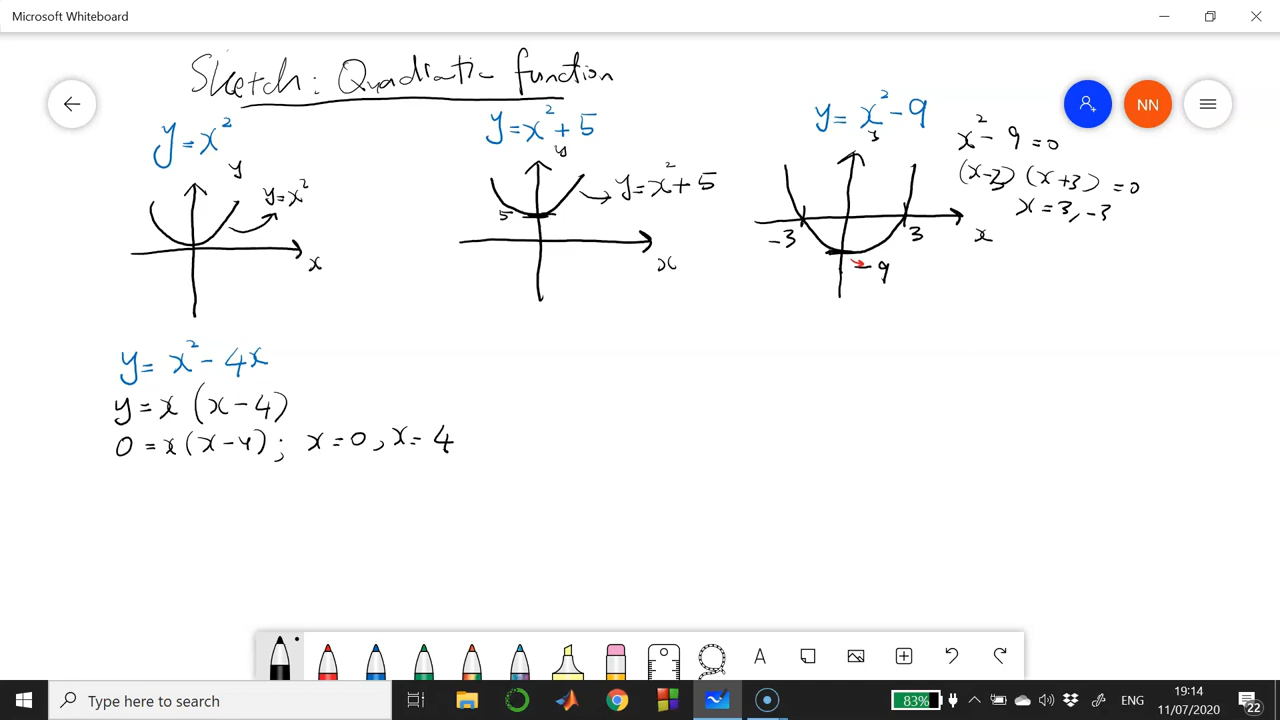 Microsoft Whiteboard
Sketch: Quadratic function
NN
y = x²
y
y = x²
x
y = x² + 5
y
y = x² + 5
5
x
y = x² - 9
y
-3
3
x
-9
x² - 9 = 0
(x-3) (x+3) = 0
x = 3, -3
y = x² - 4x
y = x (x - 4)
0 = x (x - 4) ; x = 0 , x = 4
A
Type here to search
83%
ENG
19:14
11/07/2020
22